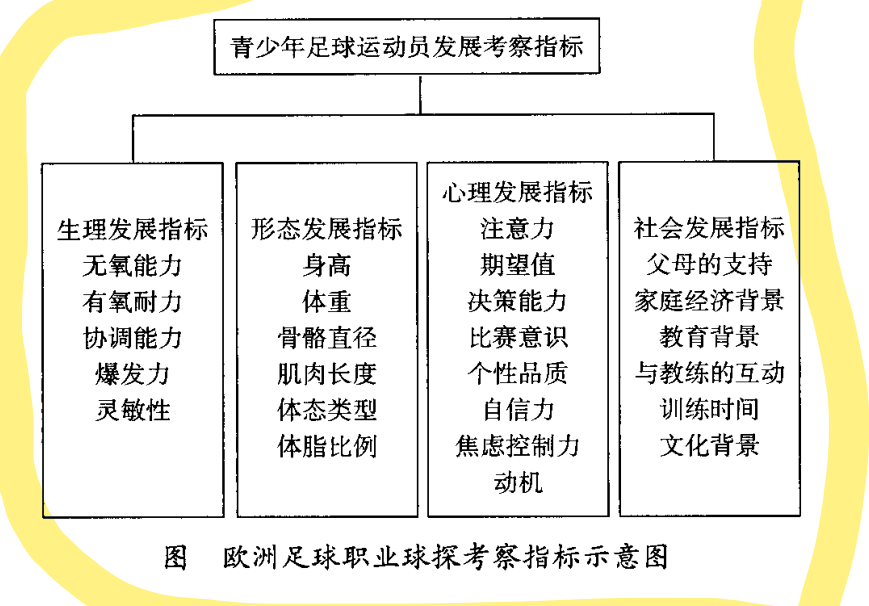 青少年足球运动员发展考察指标
生理发展指标
无氧能力
有氧耐力
协调能力
爆发力
灵敏性
形态发展指标
身高
体重
骨骼直径
肌肉长度
体态类型
体脂比例
心理发展指标
注意力
期望值
决策能力
比赛意识
个性品质
自信力
焦虑控制力
动机
社会发展指标
父母的支持
家庭经济背景
教育背景
与教练的互动
训练时间
文化背景
图 欧洲足球职业球探考察指标示意图